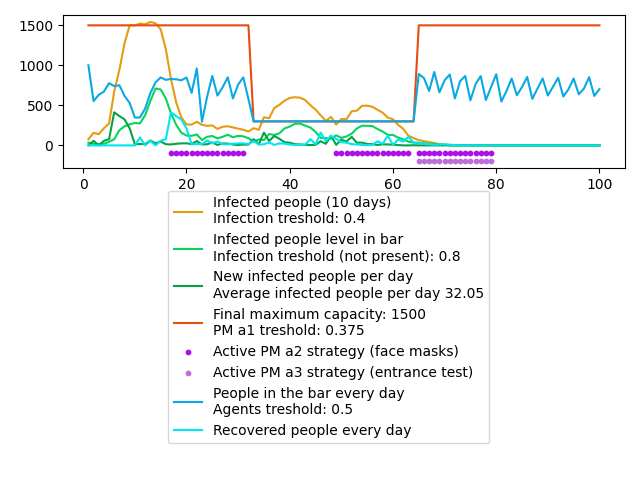 1500
1000
500
0
0
20
40
60
80
100
Infected people (10 days)
Infection treshold: 0.4
Infected people level in bar
Infection treshold (not present): 0.8
New infected people per day
Average infected people per day 32.05
Final maximum capacity: 1500
PM a1 treshold: 0.375
Active PM a2 strategy (face masks)
Active PM a3 strategy (entrance test)
People in the bar every day
Agents treshold: 0.5
Recovered people every day